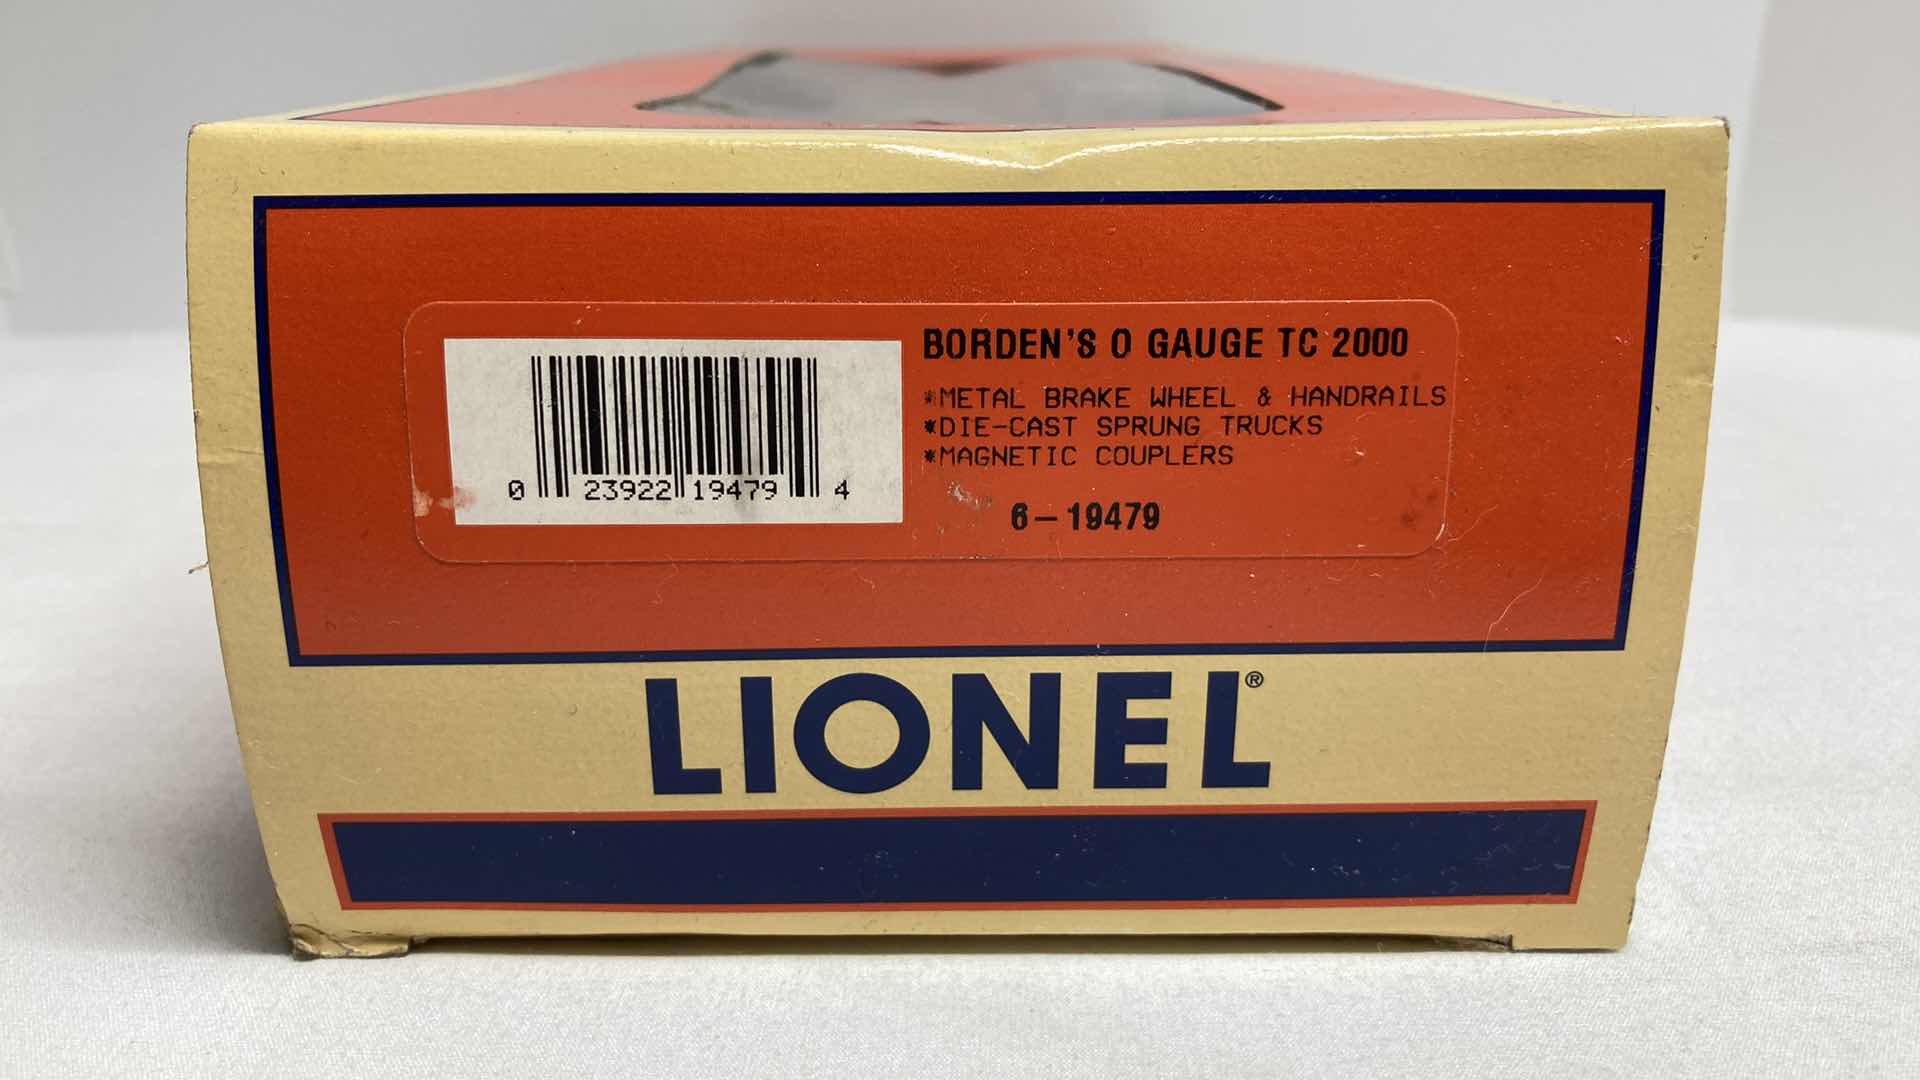 BORDEN'S O GAUGE TC 2000
*METAL BRAKE WHEEL & HANDRAILS
*DIE-CAST SPRUNG TRUCKS
*MAGNETIC COUPLERS
6-19479
0 23922 19479 4
LIONEL®